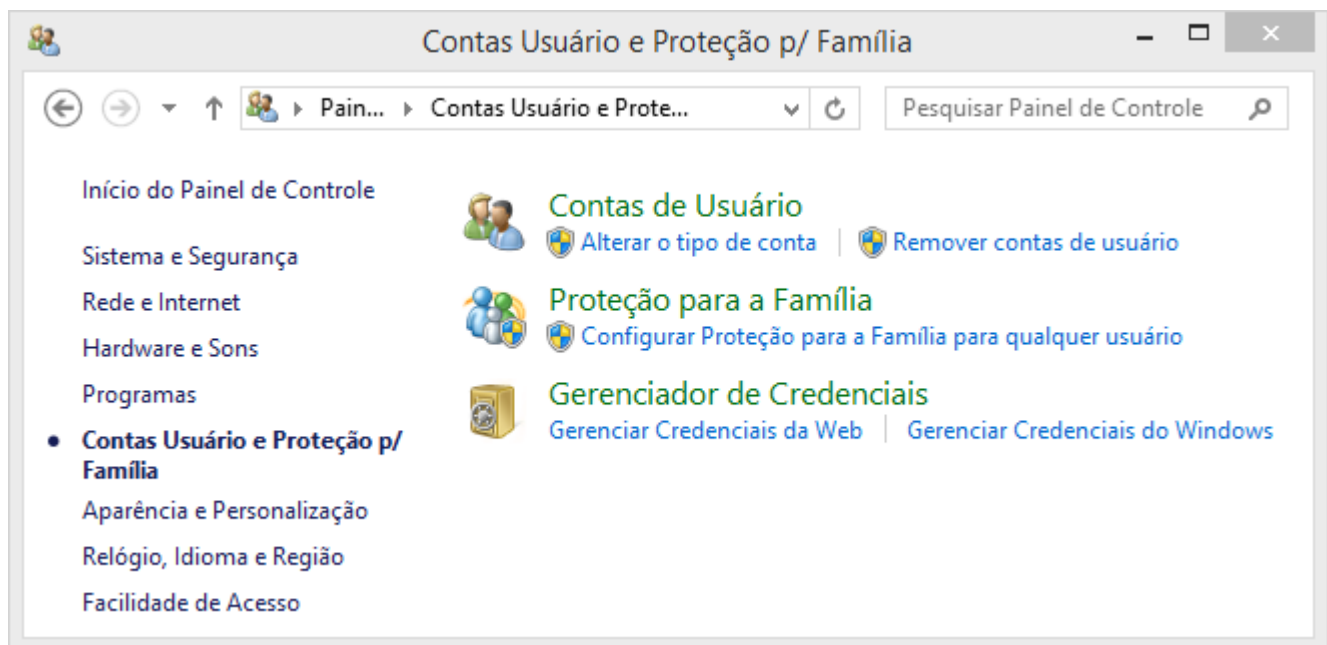 Contas Usuário e Proteção p/ Família
Pain... Contas Usuário e Prote...
Pesquisar Painel de Controle
Início do Painel de Controle
Sistema e Segurança
Rede e Internet
Hardware e Sons
Programas
Contas Usuário e Proteção p/
Família
Aparência e Personalização
Relógio, Idioma e Região
Facilidade de Acesso
Contas de Usuário
Alterar o tipo de conta Remover contas de usuário
Proteção para a Família
Configurar Proteção para a Família para qualquer usuário
Gerenciador de Credenciais
Gerenciar Credenciais da Web Gerenciar Credenciais do Windows